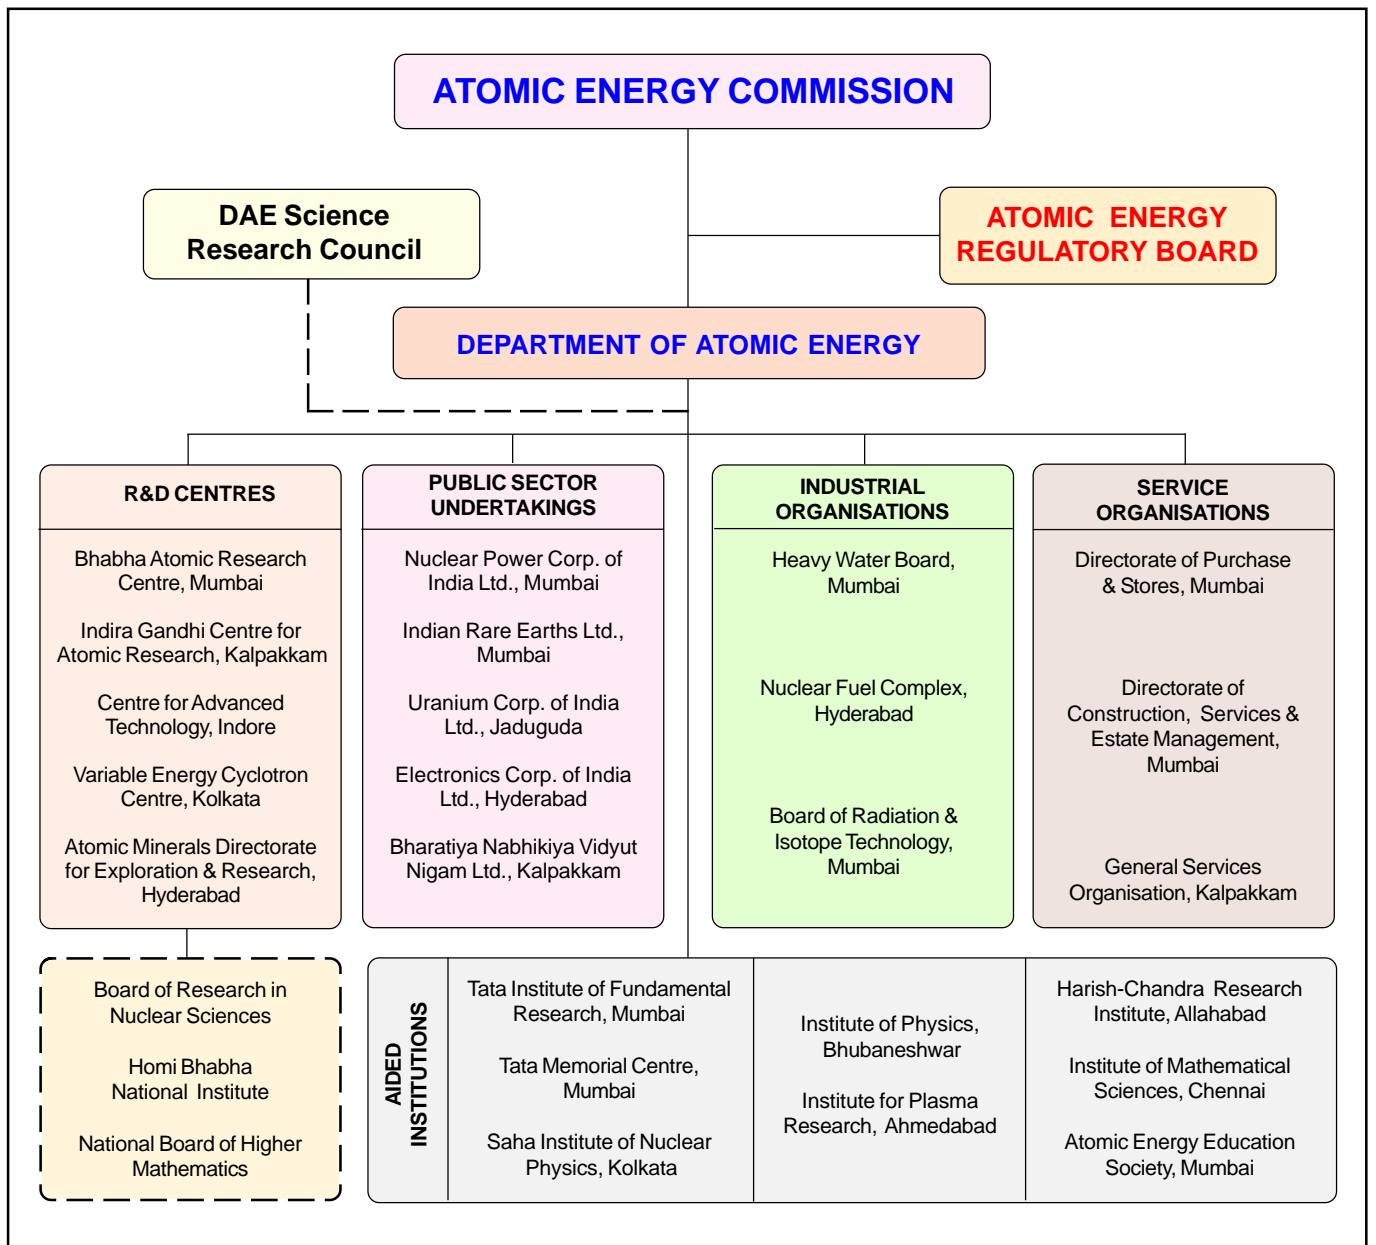 ATOMIC ENERGY COMMISSION
DAE Science
Research Council
ATOMIC ENERGY
REGULATORY BOARD
DEPARTMENT OF ATOMIC ENERGY
R&D CENTRES
Bhabha Atomic Research
Centre, Mumbai
Indira Gandhi Centre for
Atomic Research, Kalpakkam
Centre for Advanced
Technology, Indore
Variable Energy Cyclotron
Centre, Kolkata
Atomic Minerals Directorate
for Exploration & Research,
Hyderabad
PUBLIC SECTOR
UNDERTAKINGS
Nuclear Power Corp. of
India Ltd., Mumbai
Indian Rare Earths Ltd.,
Mumbai
Uranium Corp. of India
Ltd., Jaduguda
Electronics Corp. of India
Ltd., Hyderabad
Bharatiya Nabhikiya Vidyut
Nigam Ltd., Kalpakkam
INDUSTRIAL
ORGANISATIONS
Heavy Water Board,
Mumbai
Nuclear Fuel Complex,
Hyderabad
Board of Radiation &
Isotope Technology,
Mumbai
SERVICE
ORGANISATIONS
Directorate of Purchase
& Stores, Mumbai
Directorate of
Construction, Services &
Estate Management,
Mumbai
General Services
Organisation, Kalpakkam
Board of Research in
Nuclear Sciences
Homi Bhabha
National Institute
National Board of Higher
Mathematics
AIDED
INSTITUTIONS
Tata Institute of Fundamental
Research, Mumbai
Tata Memorial Centre,
Mumbai
Saha Institute of Nuclear
Physics, Kolkata
Institute of Physics,
Bhubaneshwar
Institute for Plasma
Research, Ahmedabad
Harish-Chandra Research
Institute, Allahabad
Institute of Mathematical
Sciences, Chennai
Atomic Energy Education
Society, Mumbai